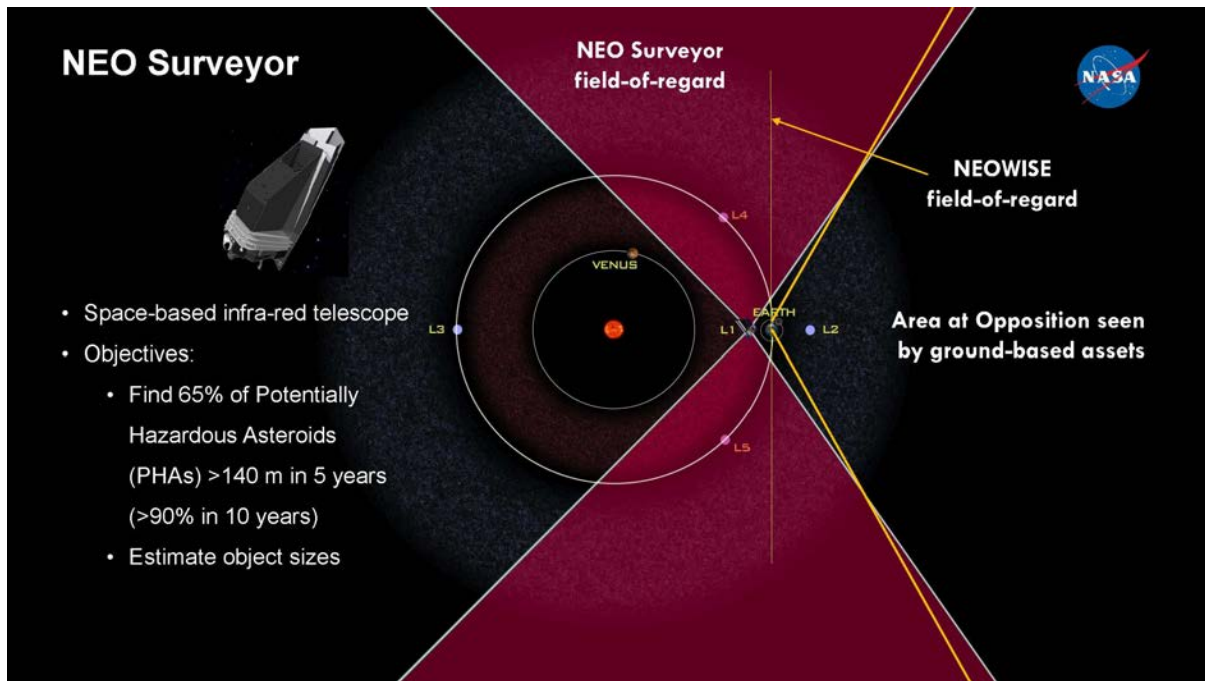 NEO Surveyor
NEO Surveyor
field-of-regard
NASA
NEOWISE
field-of-regard
L4
VENUS
EARTH
L3
L1
L2
Area at Opposition seen
by ground-based assets
L5
• Space-based infra-red telescope
• Objectives:
• Find 65% of Potentially
Hazardous Asteroids
(PHAs) >140 m in 5 years
(>90% in 10 years)
• Estimate object sizes